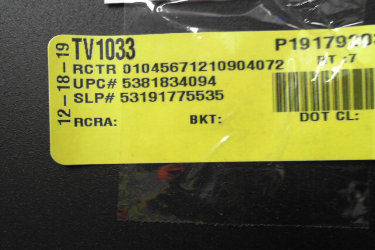 12-18-19
TV1033
RCTR 01045671210904072
UPC# 5381834094
SLP# 53191775535
RCRA: BKT: DOT CL: